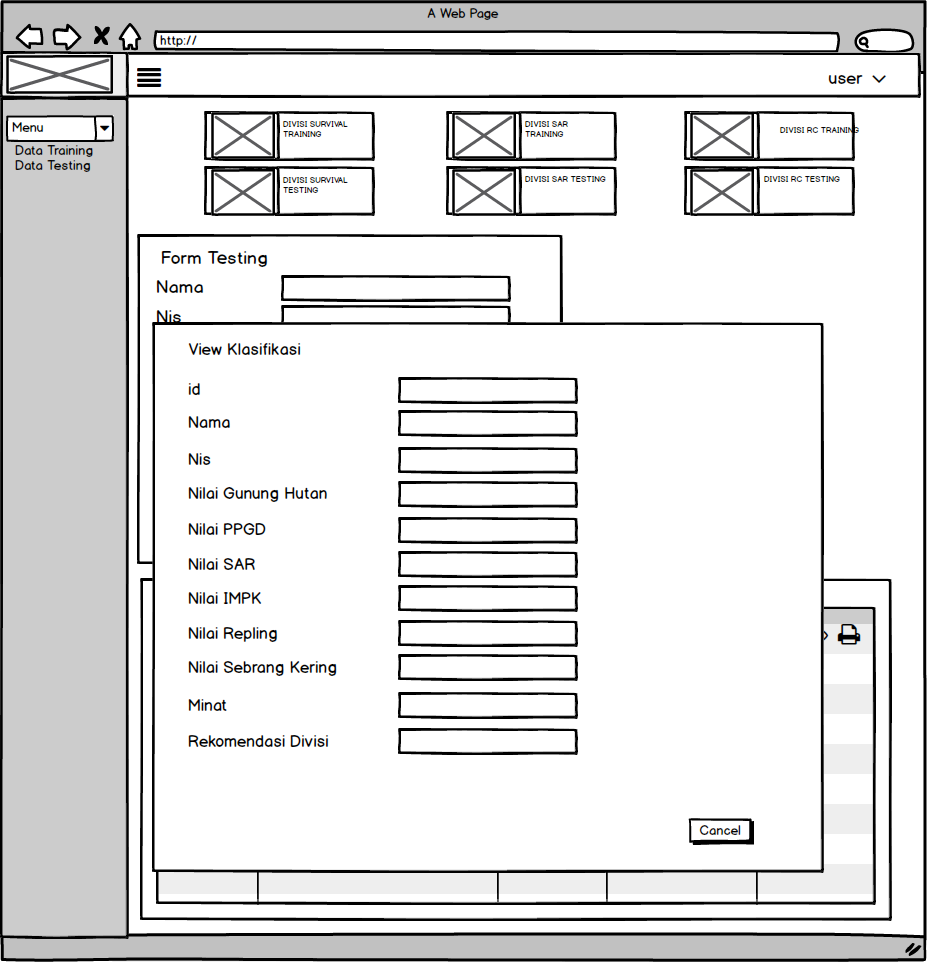 A Web Page
http://
user
Menu
Data Training
Data Testing
DIVISI SURVIVAL
TRAINING
DIVISI SAR
TRAINING
DIVISI RC TRAINING
DIVISI SURVIVAL
TESTING
DIVISI SAR TESTING
DIVISI RC TESTING
Form Testing
Nama
Nis
View Klasifikasi
id
Nama
Nis
Nilai Gunung Hutan
Nilai PPGD
Nilai SAR
Nilai IMPK
Nilai Repling
Nilai Sebrang Kering
Minat
Rekomendasi Divisi
Cancel